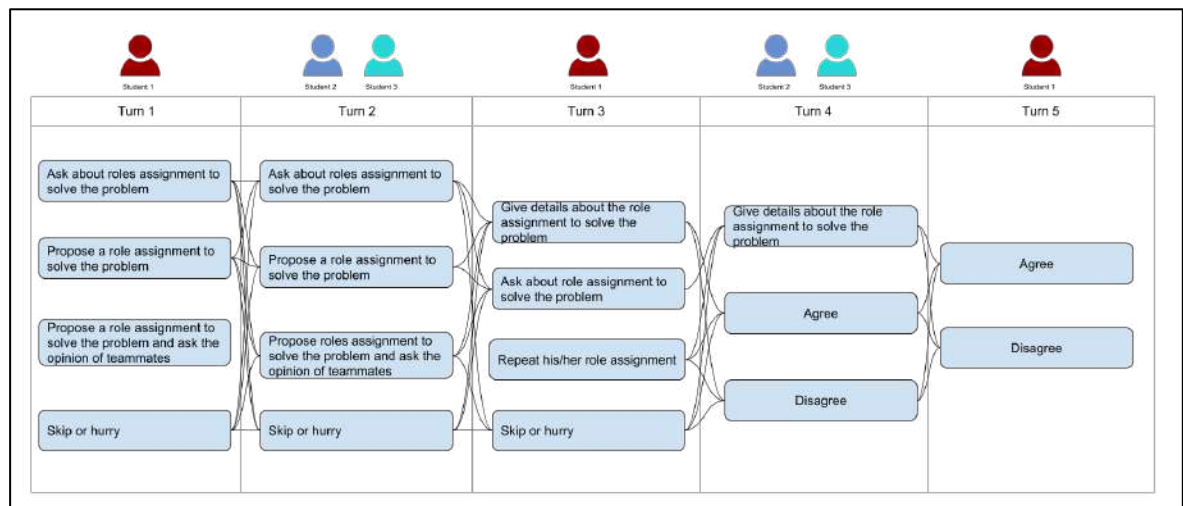 Student 1
Student 2
Student 3
Student 1
Student 2
Student 3
Student 1
Turn 1
Turn 2
Turn 3
Turn 4
Turn 5
Ask about roles assignment to
solve the problem
Propose a role assignment to
solve the problem
Propose a role assignment to
solve the problem and ask the
opinion of teammates
Skip or hurry
Ask about roles assignment to
solve the problem
Propose a role assignment to
solve the problem
Propose roles assignment to
solve the problem and ask the
opinion of teammates
Skip or hurry
Give details about the role
assignment to solve the
problem
Ask about role assignment to
solve the problem
Repeat his/her role assignment
Skip or hurry
Give details about the role
assignment to solve the
problem
Agree
Disagree
Agree
Disagree